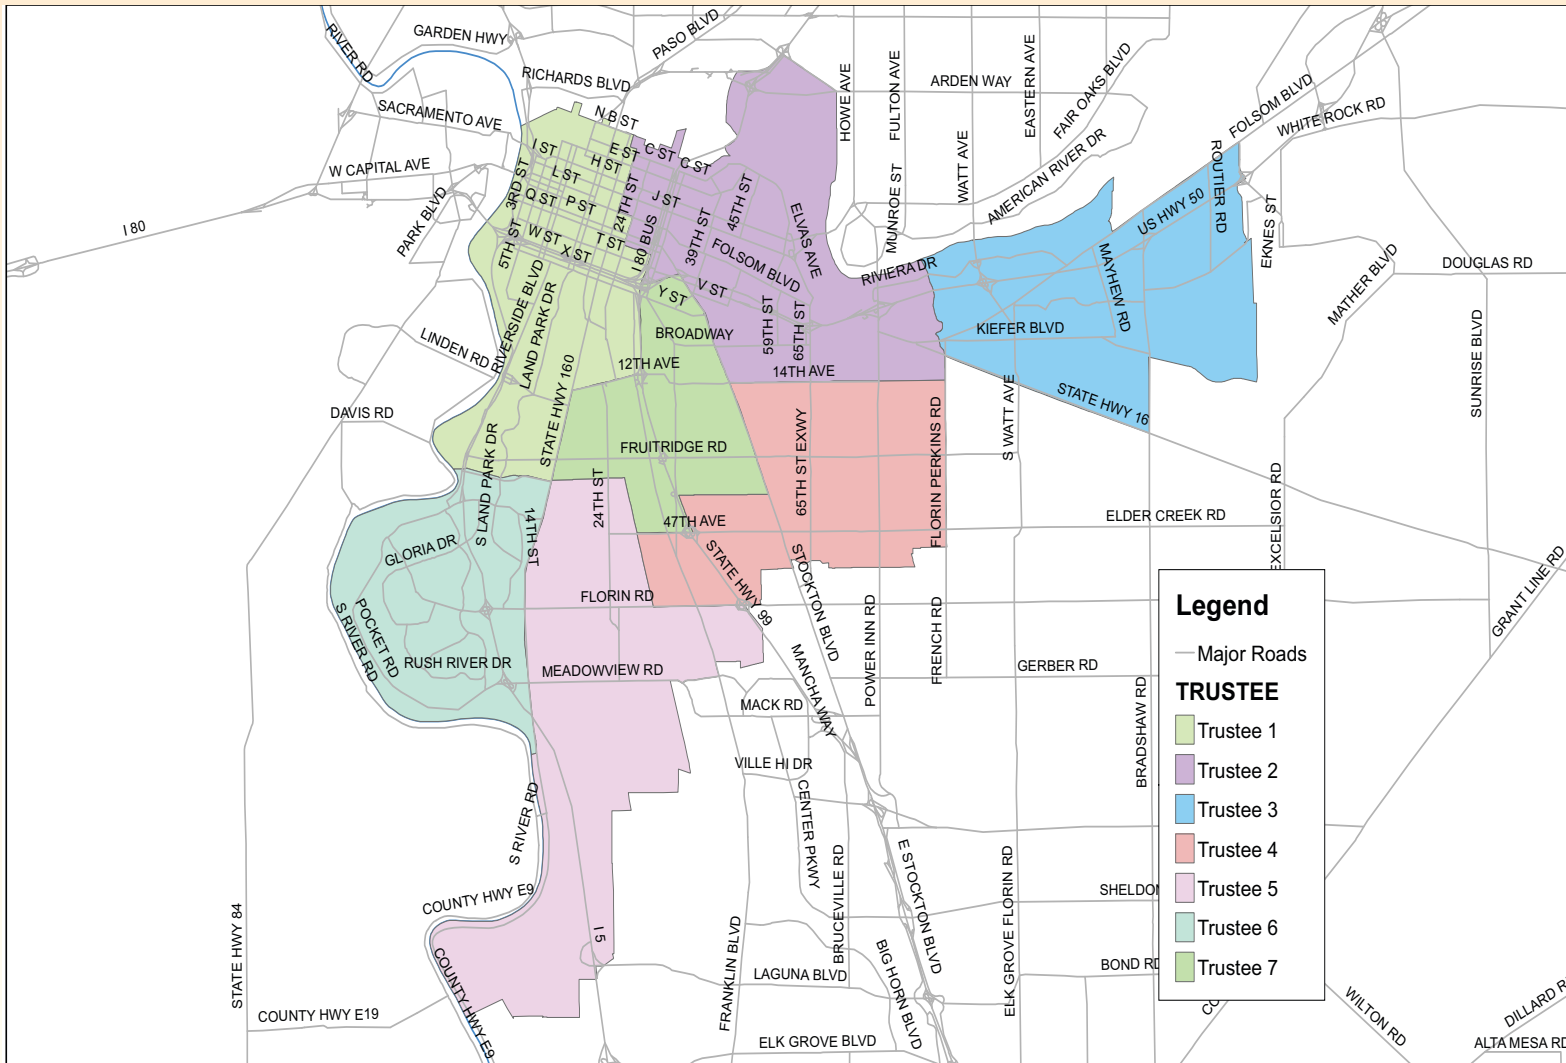 GARDEN HWY
PASO BLVD
RIVER RD
RICHARDS BLVD
ARDEN WAY
HOWE AVE
FULTON AVE
EASTERN AVE
FAIR OAKS BLVD
FOLSOM BLVD
WHITE ROCK RD
SACRAMENTO AVE
N B ST
I ST
E ST
C ST
C ST
H ST
W CAPITAL AVE
L ST
WATT AVE
AMERICAN RIVER DR
ROUTIER RD
3RD ST
Q ST
P ST
24TH ST
J ST
45TH ST
MUNROE ST
US HWY 50
PARK BLVD
I 80
5TH ST
W ST
X ST
T ST
I 80 BUS
39TH ST
FOLSOM BLVD
ELVAS AVE
EKNES ST
RIVIERA DR
MAYHEW RD
MATHER BLVD
DOUGLAS RD
RIVERSIDE BLVD
LAND PARK DR
Y ST
V ST
59TH ST
65TH ST
BROADWAY
KIEFER BLVD
LINDEN RD
SUNRISE BLVD
12TH AVE
14TH AVE
STATE HWY 160
STATE HWY 16
DAVIS RD
S LAND PARK DR
FRUITRIDGE RD
65TH ST EXWY
FLORIN PERKINS RD
S WATT AVE
24TH ST
14TH ST
47TH AVE
ELDER CREEK RD
EXCELSIOR RD
GLORIA DR
STATE HWY 99
STOCKTON BLVD
GRANT LINE RD
S RIVER RD
POCKET RD
FLORIN RD
POWER INN RD
FRENCH RD
RUSH RIVER DR
MEADOWVIEW RD
MANCHA WAY
GERBER RD
MACK RD
BRADSHAW RD
VILLE HI DR
S RIVER RD
CENTER PKWY
BRUCEVILLE RD
E STOCKTON BLVD
ELK GROVE FLORIN RD
SHELDON
COUNTY HWY E9
STATE HWY 84
I 5
FRANKLIN BLVD
BIG HORN BLVD
COUNTY HWY E9
LAGUNA BLVD
BOND RD
COUNTY HWY E19
ELK GROVE BLVD
WILTON RD
DILLARD R
ALTA MESA RD
Legend
Major Roads
TRUSTEE
Trustee 1
Trustee 2
Trustee 3
Trustee 4
Trustee 5
Trustee 6
Trustee 7